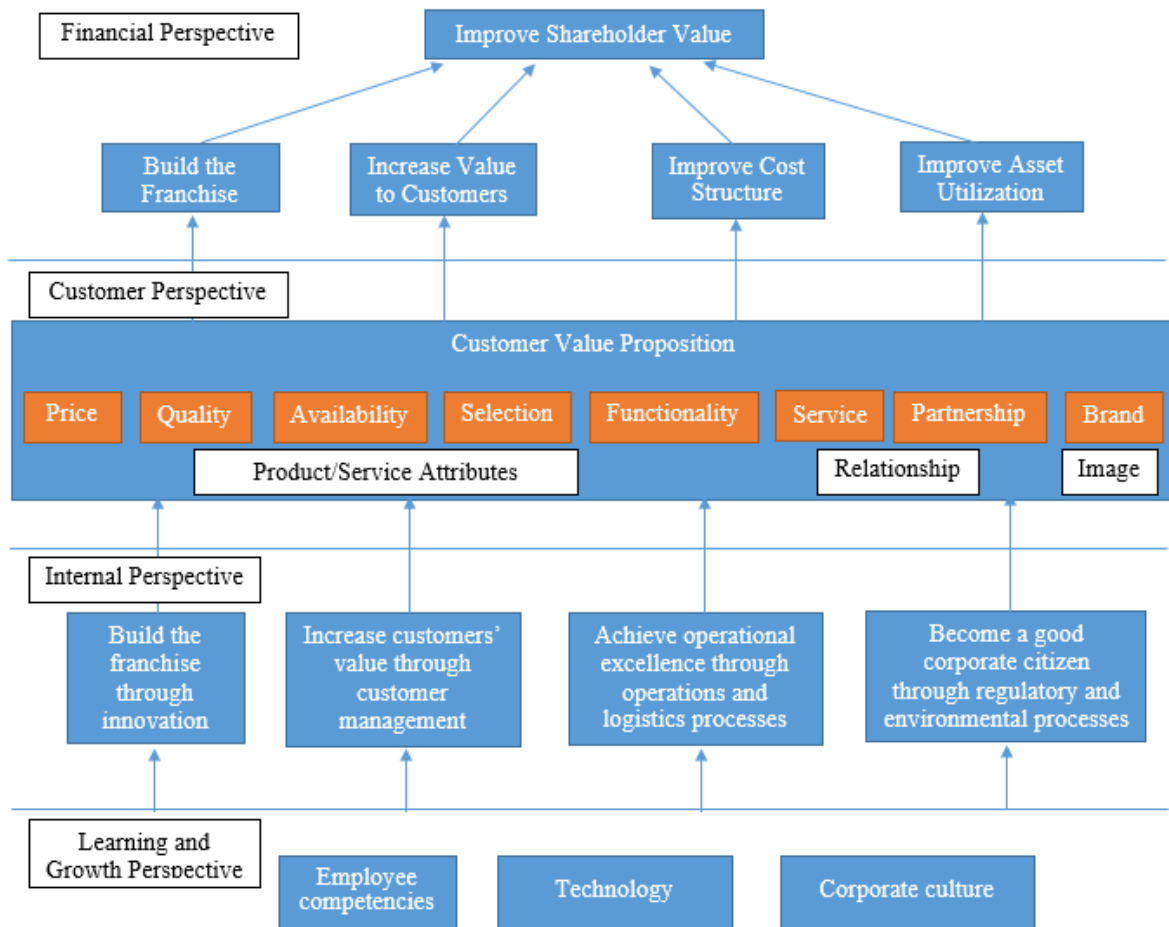 Financial Perspective
Improve Shareholder Value
Build the
Franchise
Increase Value
to Customers
Improve Cost
Structure
Improve Asset
Utilization
Customer Perspective
Customer Value Proposition
Price
Quality
Availability
Selection
Functionality
Service
Partnership
Brand
Product/Service Attributes
Relationship
Image
Internal Perspective
Build the
franchise
through
innovation
Increase customers’
value through
customer
management
Achieve operational
excellence through
operations and
logistics processes
Become a good
corporate citizen
through regulatory and
environmental processes
Learning and
Growth Perspective
Employee
competencies
Technology
Corporate culture